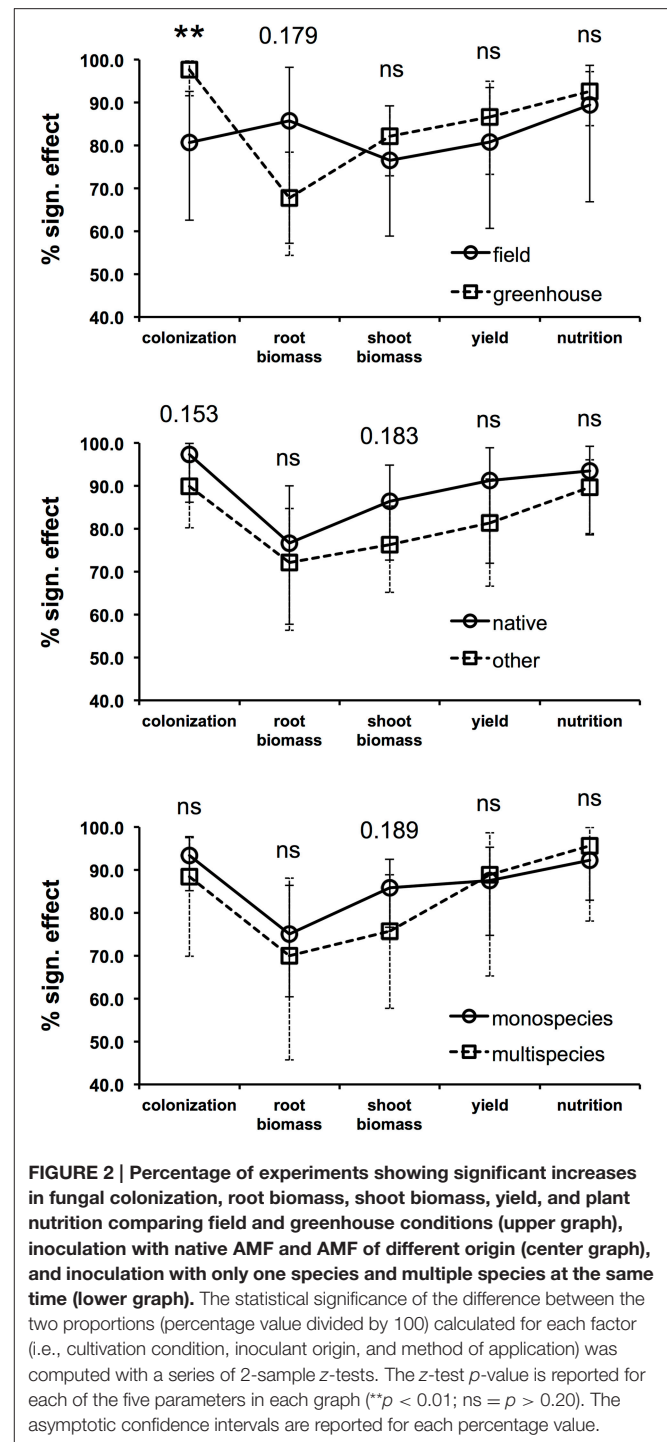 ** 0.179 ns ns ns
100.0
90.0
80.0
70.0
60.0
50.0
40.0
% sign. effect
field
greenhouse
colonization root biomass shoot biomass yield nutrition
0.153 ns 0.183 ns ns
100.0
90.0
80.0
70.0
60.0
50.0
40.0
% sign. effect
native
other
colonization root biomass shoot biomass yield nutrition
ns ns 0.189 ns ns
100.0
90.0
80.0
70.0
60.0
50.0
40.0
% sign. effect
monospecies
multispecies
colonization root biomass shoot biomass yield nutrition
FIGURE 2 | Percentage of experiments showing significant increases
in fungal colonization, root biomass, shoot biomass, yield, and plant
nutrition comparing field and greenhouse conditions (upper graph),
inoculation with native AMF and AMF of different origin (center graph),
and inoculation with only one species and multiple species at the same
time (lower graph). The statistical significance of the difference between the
two proportions (percentage value divided by 100) calculated for each factor
(i.e., cultivation condition, inoculant origin, and method of application) was
computed with a series of 2-sample z-tests. The z-test p-value is reported for
each of the five parameters in each graph (**p < 0.01; ns = p > 0.20). The
asymptotic confidence intervals are reported for each percentage value.